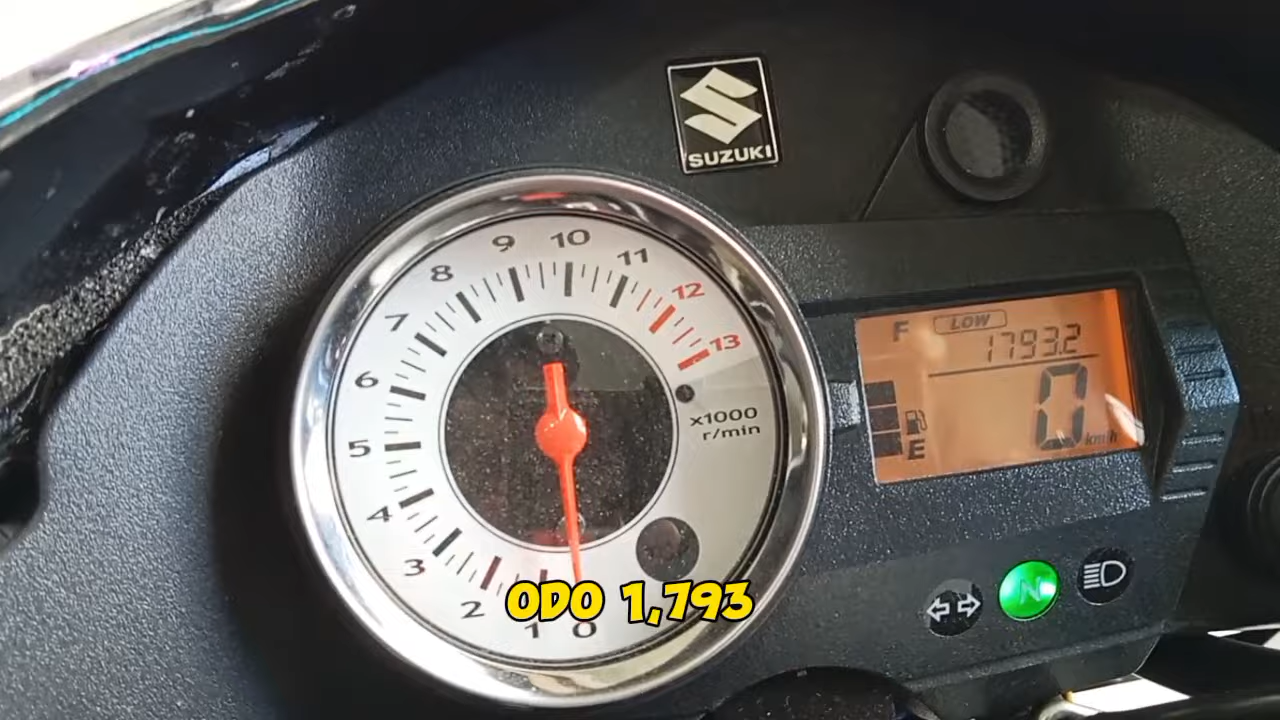 SUZUKI
9 10 11
8 12
7 13
6
5 x1000
r/min
4
3
2
1 0
F LOW
1793.2
0 km/h
E
N
ODO 1,793